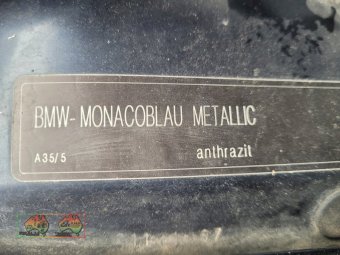 BMW-MONACOBLAU METALLIC
A35/5 anthrazit